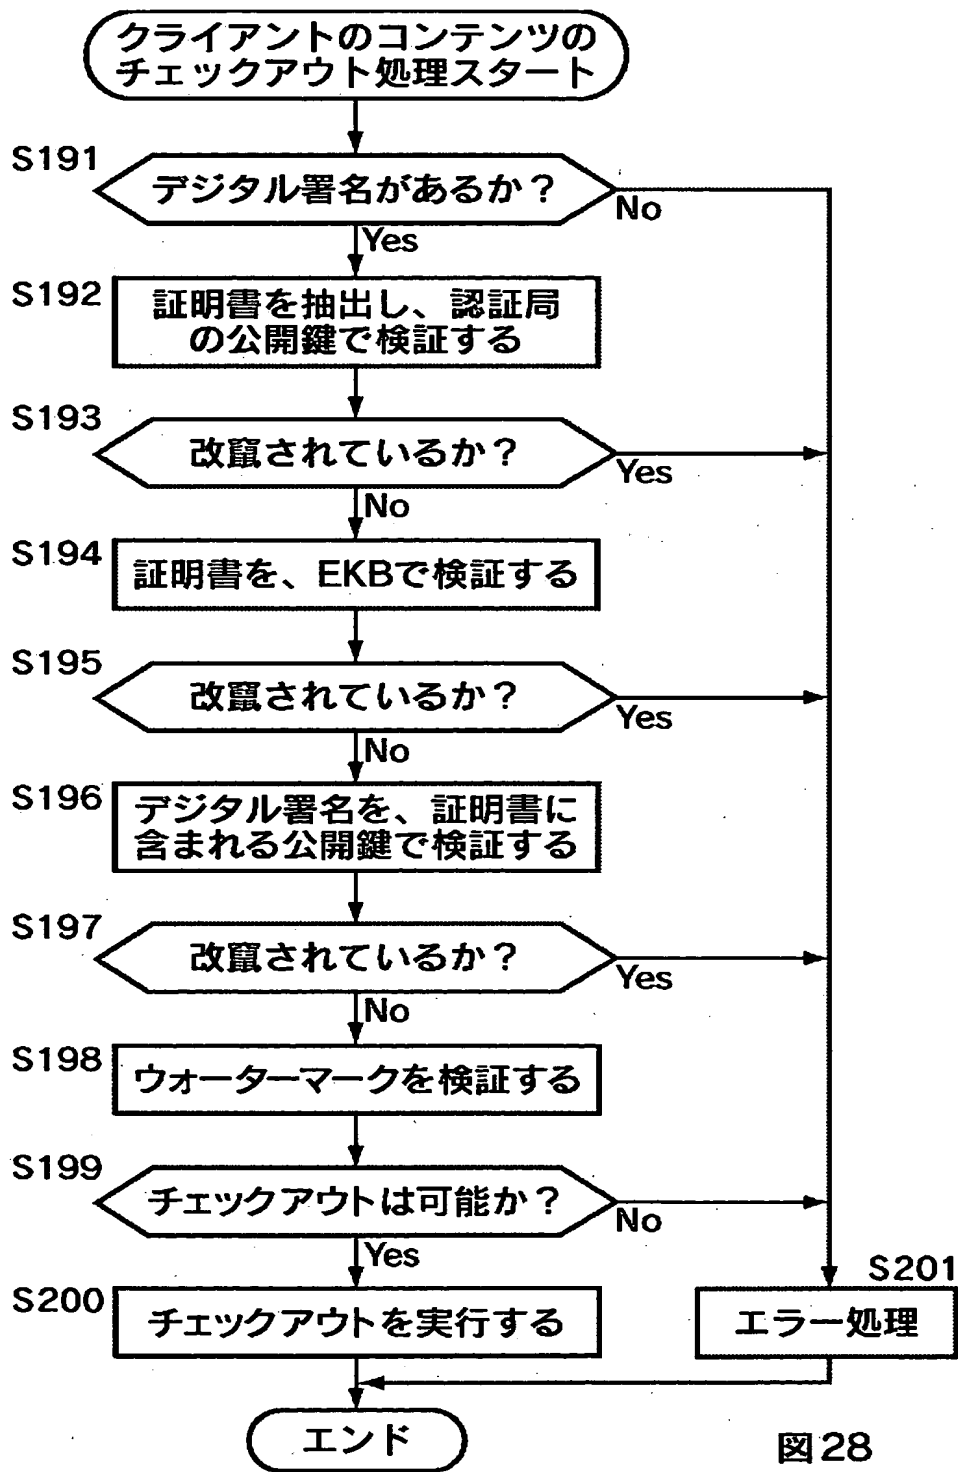 クライアントのコンテンツの
チェックアウト処理スタート
S191
デジタル署名があるか？
No
Yes
S192
証明書を抽出し、認証局
の公開鍵で検証する
S193
改竄されているか？
Yes
No
S194
証明書を、EKBで検証する
S195
改竄されているか？
Yes
No
S196
デジタル署名を、証明書に
含まれる公開鍵で検証する
S197
改竄されているか？
Yes
No
S198
ウォーターマークを検証する
S199
チェックアウトは可能か？
No
Yes
S200
チェックアウトを実行する
S201
エラー処理
エンド
図28